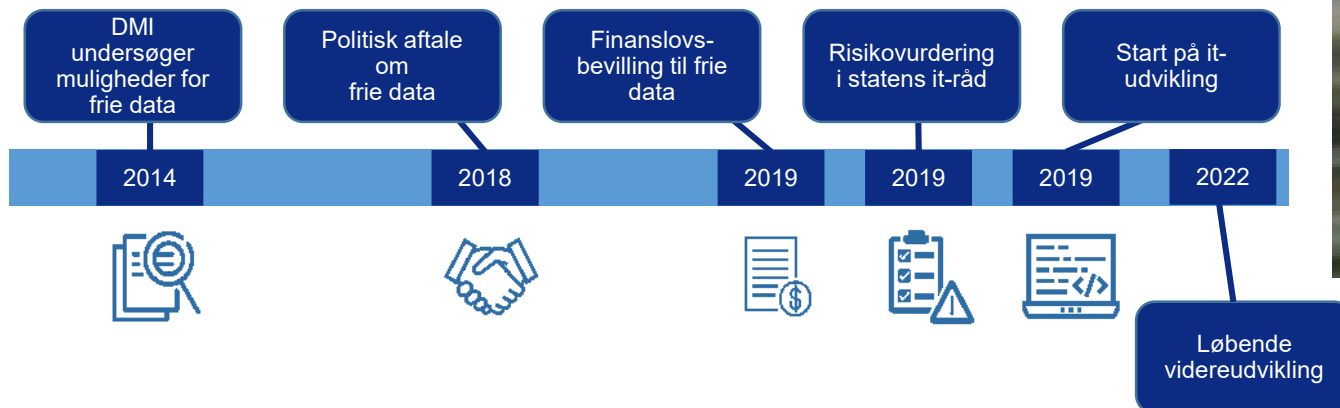 DMI
undersøger
muligheder for
frie data
Politisk aftale
om
frie data
Finanslovs-
bevilling til frie
data
Risikovurdering
i statens it-råd
Start på it-
udvikling
2014
2018
2019
2019
2019
2022
Løbende
videreudvikling